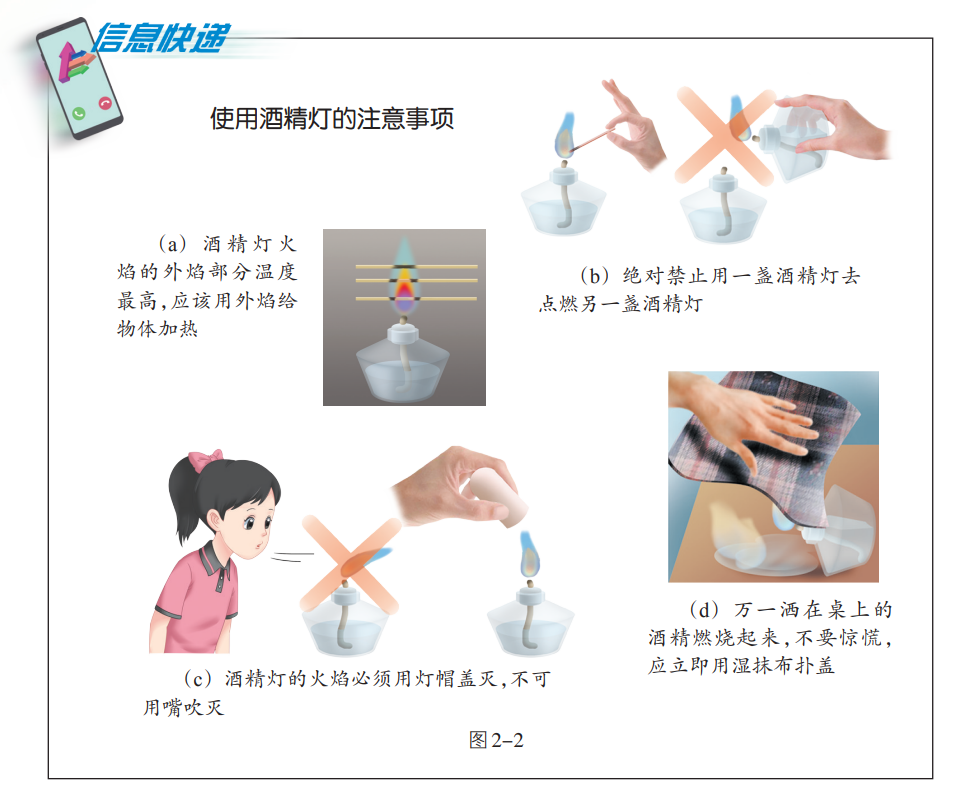 信息快递
使用酒精灯的注意事项
(a) 酒精灯火
焰的外焰部分温度
最高,应该用外焰给
物体加热
(b) 绝对禁止用一盏酒精灯去
点燃另一盏酒精灯
(c) 酒精灯的火焰必须用灯帽盖灭,不可
用嘴吹灭
(d) 万一洒在桌上的
酒精燃烧起来,不要惊慌,
应立即用湿抹布扑盖
图2-2